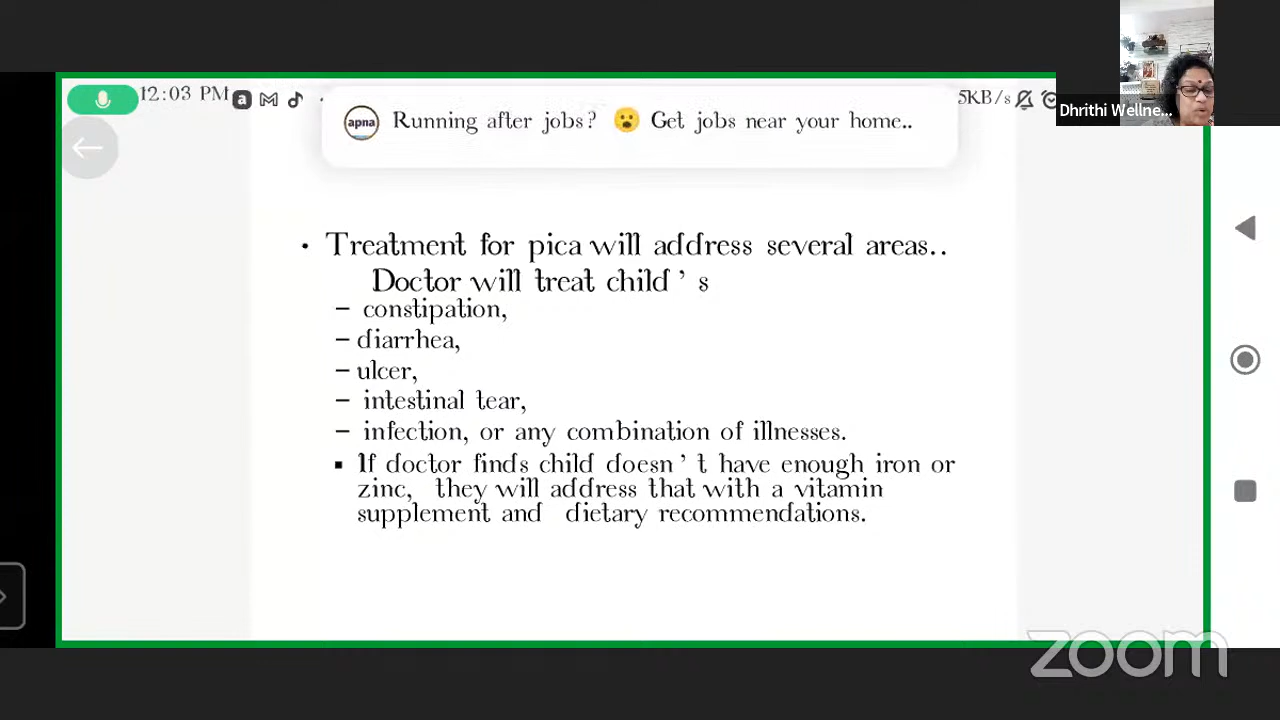 12:03 PM
5KB/s
apna
Running after jobs? 😮 Get jobs near your home..
Dhrithi Wellne...
• Treatment for pica will address several areas..
Doctor will treat child ’ s
– constipation,
– diarrhea,
– ulcer,
– intestinal tear,
– infection, or any combination of illnesses.
▪ If doctor finds child doesn ’ t have enough iron or
zinc, they will address that with a vitamin
supplement and dietary recommendations.
zoom